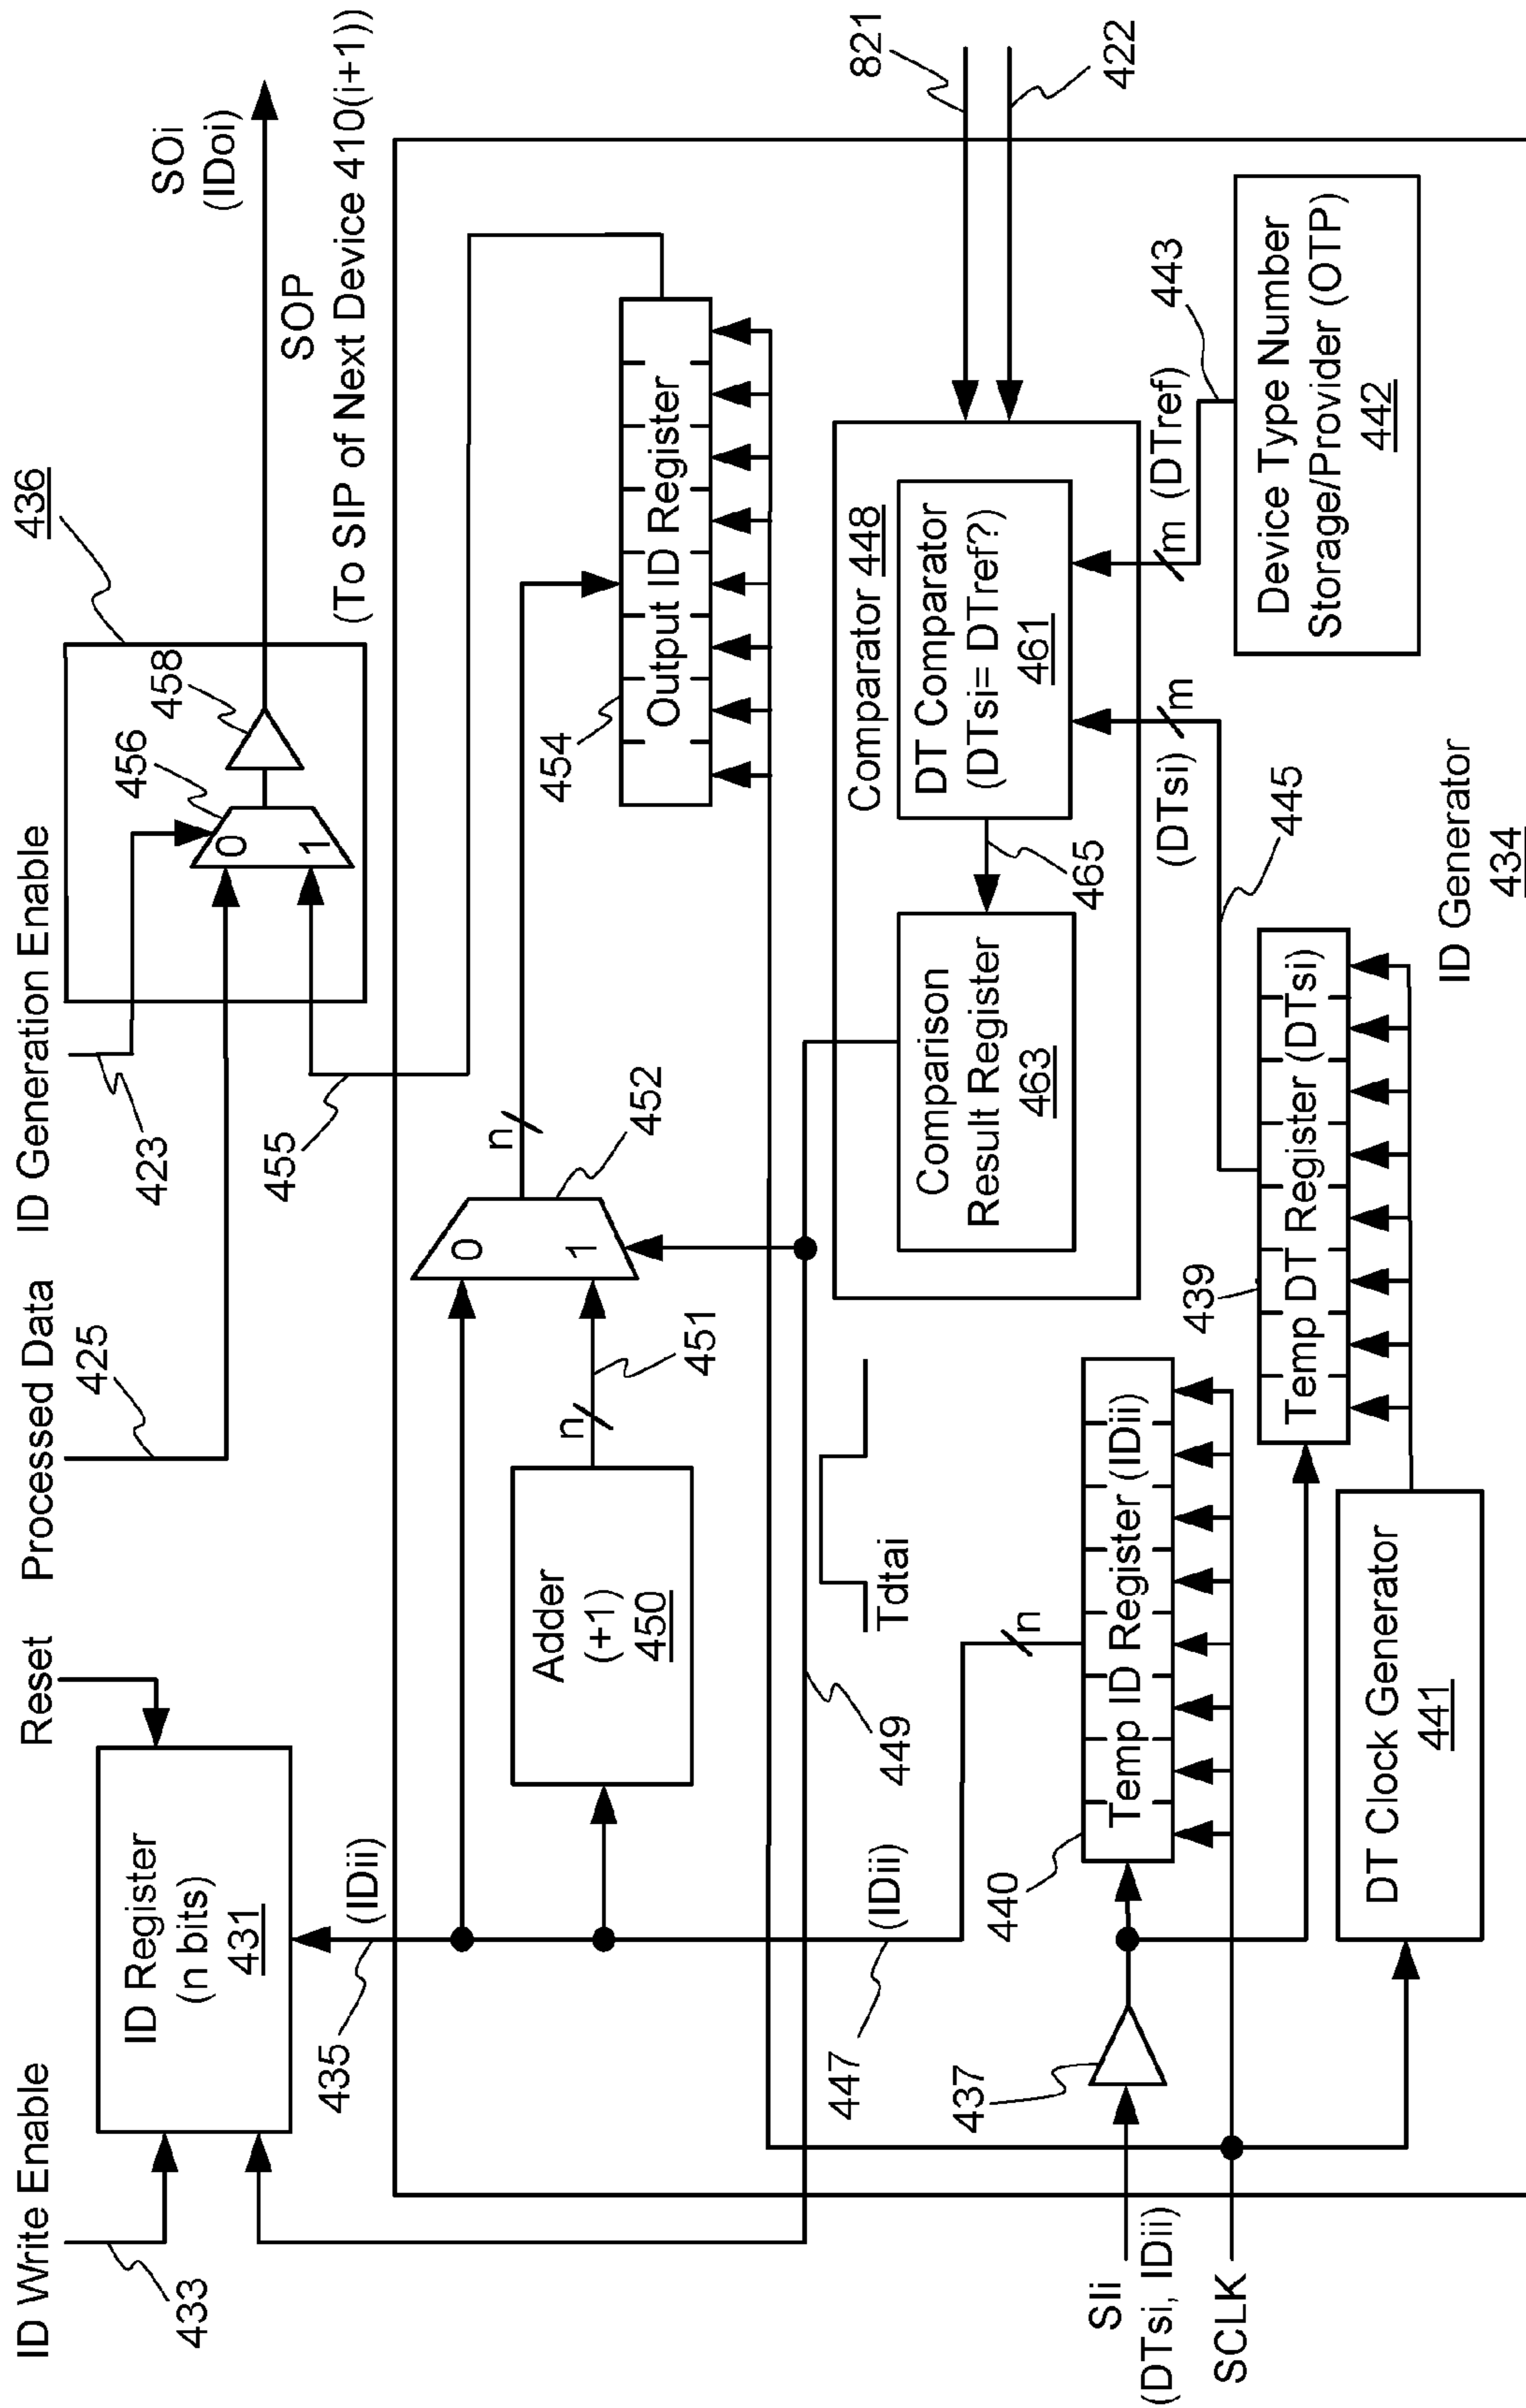 ID Write Enable
433
Reset
Processed Data
425
ID Generation Enable
423
436
ID Register
(n bits)
431
435
(IDii)
455
456
458
0
1
SOi
(IDoi)
SOP
(To SIP of Next Device 410(i+1))
Adder
(+1)
450
n
451
0
1
452
n
454
Output ID Register
447
(IDii)
449
Tdtai
n
Comparator 448
Comparison
Result Register
463
465
DT Comparator
(DTsi= DTref?)
461
821
422
437
SIi
(DTsi, IDii)
SCLK
440
Temp ID Register (IDii)
439
Temp DT Register (DTsi)
445
(DTsi)
m
m (DTref)
443
Device Type Number
Storage/Provider (OTP)
442
DT Clock Generator
441
ID Generator
434